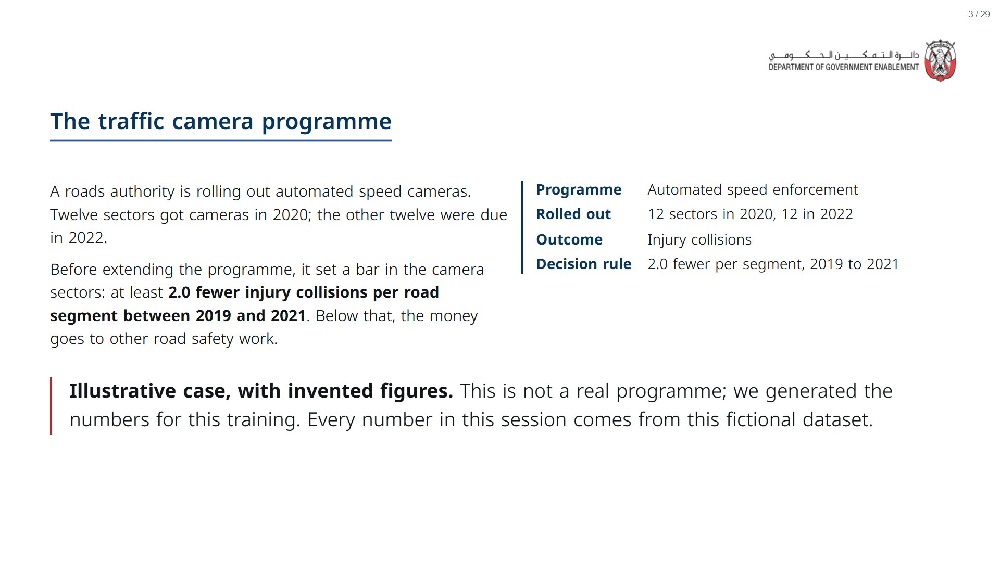 3 / 29
دائرة التمكين الحكومي
DEPARTMENT OF GOVERNMENT ENABLEMENT
The traffic camera programme
A roads authority is rolling out automated speed cameras.
Twelve sectors got cameras in 2020; the other twelve were due
in 2022.
Before extending the programme, it set a bar in the camera
sectors: at least 2.0 fewer injury collisions per road
segment between 2019 and 2021. Below that, the money
goes to other road safety work.
Programme Automated speed enforcement
Rolled out 12 sectors in 2020, 12 in 2022
Outcome Injury collisions
Decision rule 2.0 fewer per segment, 2019 to 2021
Illustrative case, with invented figures. This is not a real programme; we generated the
numbers for this training. Every number in this session comes from this fictional dataset.